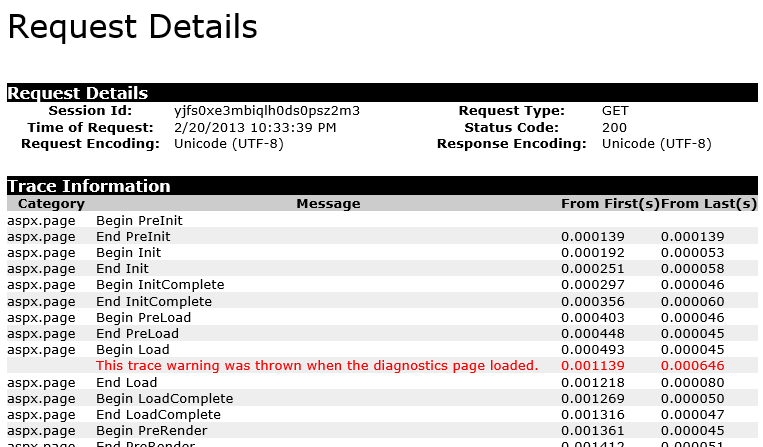 Request Details
Request Details
Session Id: yjfs0xe3mbiqlh0ds0psz2m3 Request Type: GET
Time of Request: 2/20/2013 10:33:39 PM Status Code: 200
Request Encoding: Unicode (UTF-8) Response Encoding: Unicode (UTF-8)
Trace Information
Category Message From First(s) From Last(s)
aspx.page Begin PreInit
aspx.page End PreInit 0.000139 0.000139
aspx.page Begin Init 0.000192 0.000053
aspx.page End Init 0.000251 0.000058
aspx.page Begin InitComplete 0.000297 0.000046
aspx.page End InitComplete 0.000356 0.000060
aspx.page Begin PreLoad 0.000403 0.000046
aspx.page End PreLoad 0.000448 0.000045
aspx.page Begin Load 0.000493 0.000045
This trace warning was thrown when the diagnostics page loaded. 0.001139 0.000646
aspx.page End Load 0.001218 0.000080
aspx.page Begin LoadComplete 0.001269 0.000050
aspx.page End LoadComplete 0.001316 0.000047
aspx.page Begin PreRender 0.001361 0.000045
aspx.page End PreRender 0.001412 0.000051